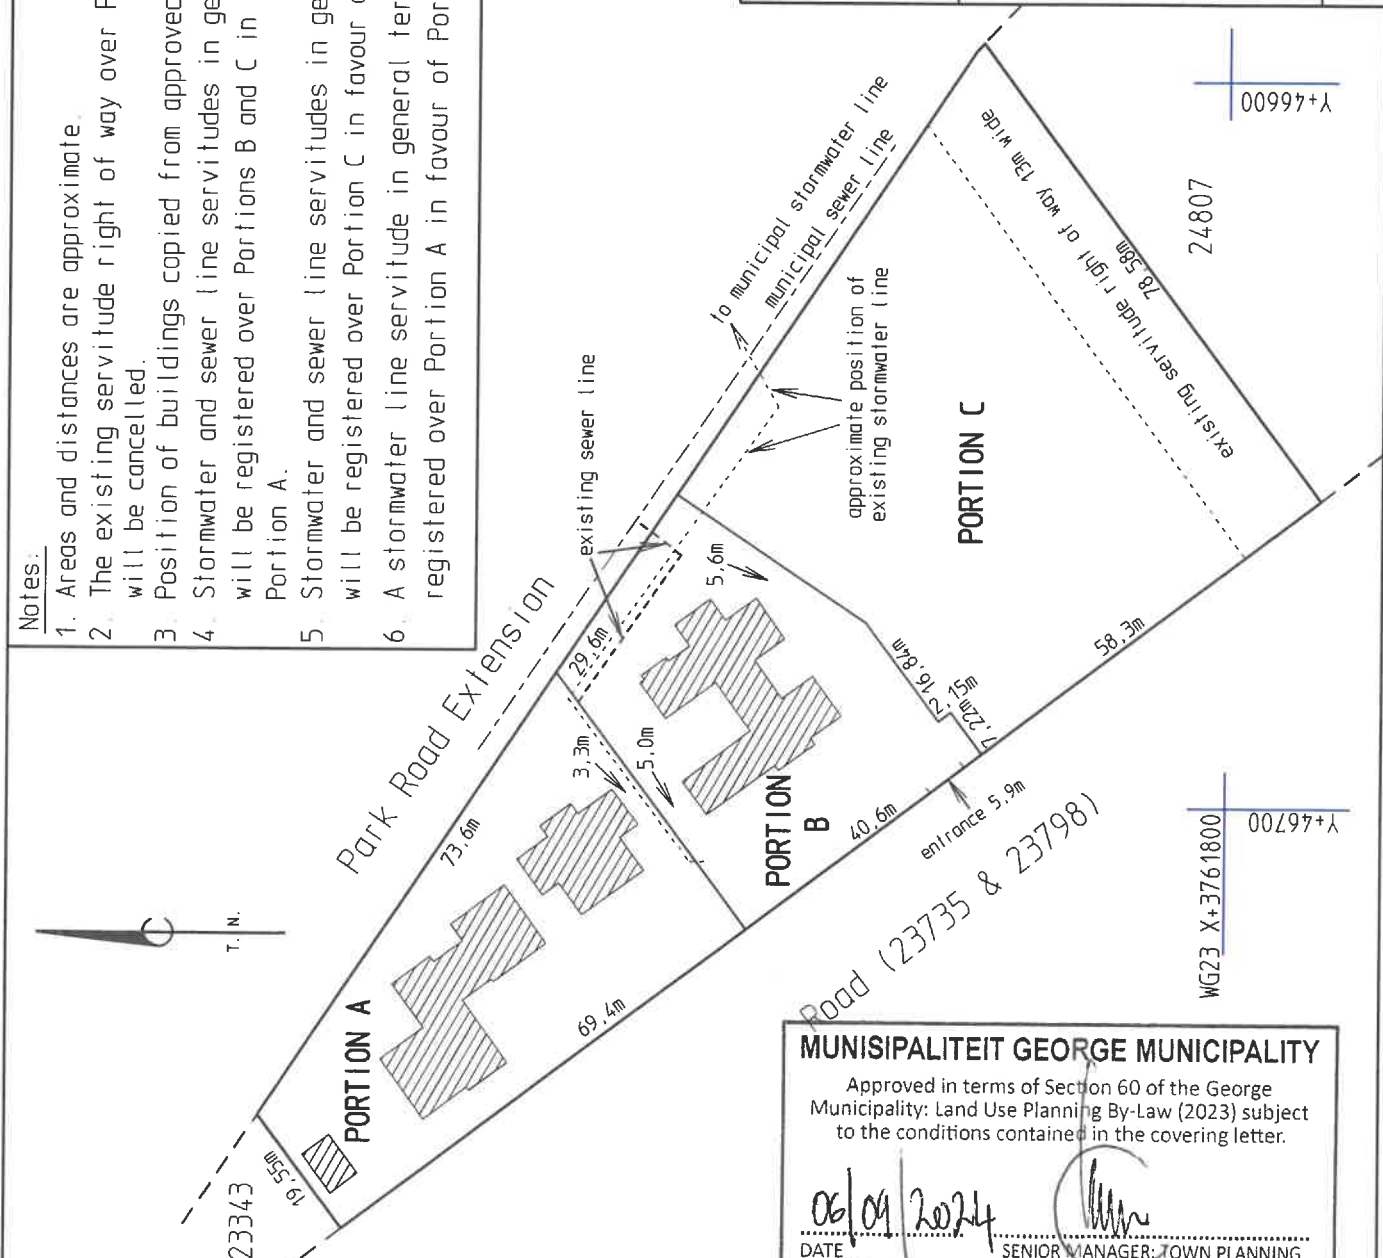 Notes:
1. Areas and distances are approximate.
2. The existing servitude right of way over
will be cancelled.
3. Position of buildings copied from approved
4. Stormwater and sewer line servitudes in
will be registered over Portions B and C in
Portion A.
5. Stormwater and sewer line servitudes in
will be registered over Portion C in favour
6. A stormwater line servitude in general
registered over Portion A in favour of
Y+46600
24807
to municipal stormwater line
municipal sewer line
existing servitude right of way 13m wide
78.58m
approximate position of
existing stormwater line
existing sewer line
PORTION C
Park Road Extension
29,6m
5,6m
16,84m
2,15m
7,22m
58,3m
3,3m
5,0m
PORTION
B
40,6m
entrance 5,9m
73,6m
T. N.
PORTION A
69,4m
19,55m
23343
Road (23735 & 23798)
WG23 X+3761800
Y+46700
MUNISIPALITEIT GEORGE MUNICIPALITY
Approved in terms of Section 60 of the George
Municipality: Land Use Planning By-Law (2023) subject
to the conditions contained in the covering letter.
06/09/2024
DATE
SENIOR MANAGER: TOWN PLANNING